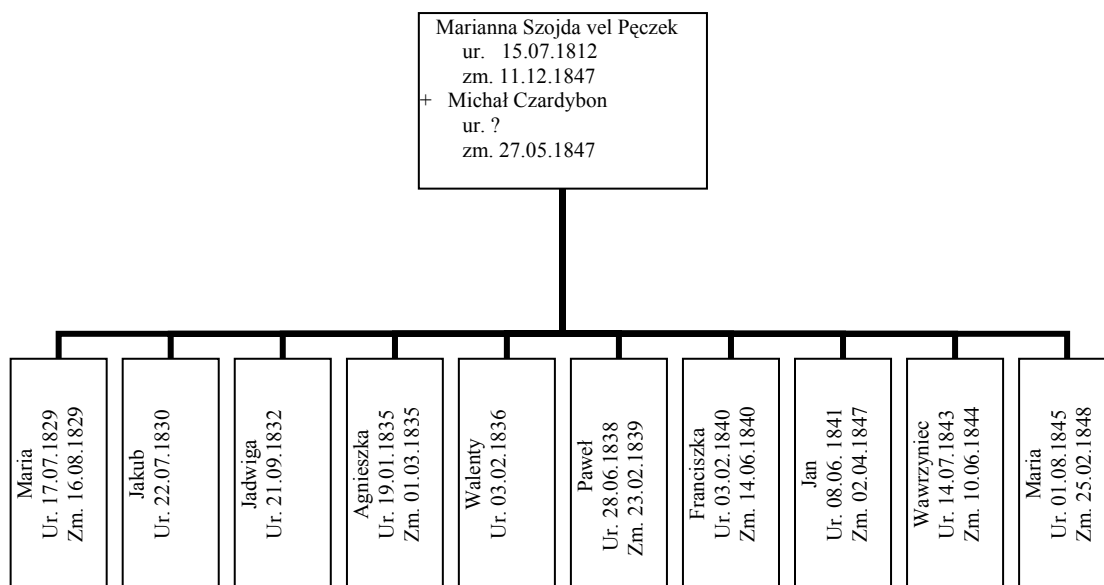 Marianna Szojda vel Pęczek
ur. 15.07.1812
zm. 11.12.1847
+ Michał Czardybon
ur. ?
zm. 27.05.1847
Maria
Ur. 17.07.1829
Zm. 16.08.1829
Jakub
Ur. 22.07.1830
Jadwiga
Ur. 21.09.1832
Agnieszka
Ur. 19.01.1835
Zm. 01.03.1835
Walenty
Ur. 03.02.1836
Paweł
Ur. 28.06.1838
Zm. 23.02.1839
Franciszka
Ur. 03.02.1840
Zm. 14.06.1840
Jan
Ur. 08.06. 1841
Zm. 02.04.1847
Wawrzyniec
Ur. 14.07.1843
Zm. 10.06.1844
Maria
Ur. 01.08.1845
Zm. 25.02.1848